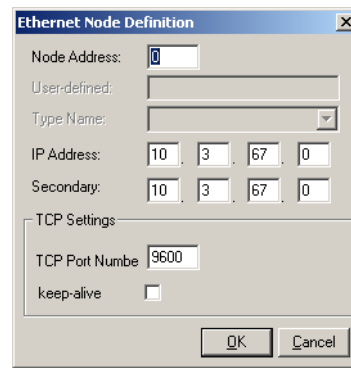 Ethernet Node Definition
Node Address: 0
User-defined:
Type Name:
IP Address: 10 . 3 . 67 . 0
Secondary: 10 . 3 . 67 . 0
TCP Settings
TCP Port Numbe 9600
keep-alive
OK Cancel